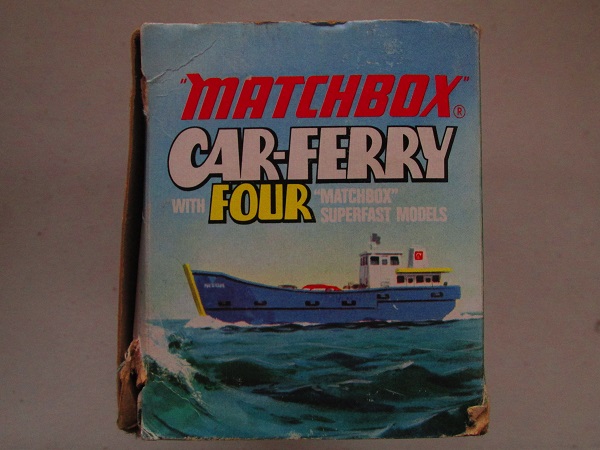 "MATCHBOX"®
CAR-FERRY
WITH FOUR "MATCHBOX"
SUPERFAST MODELS